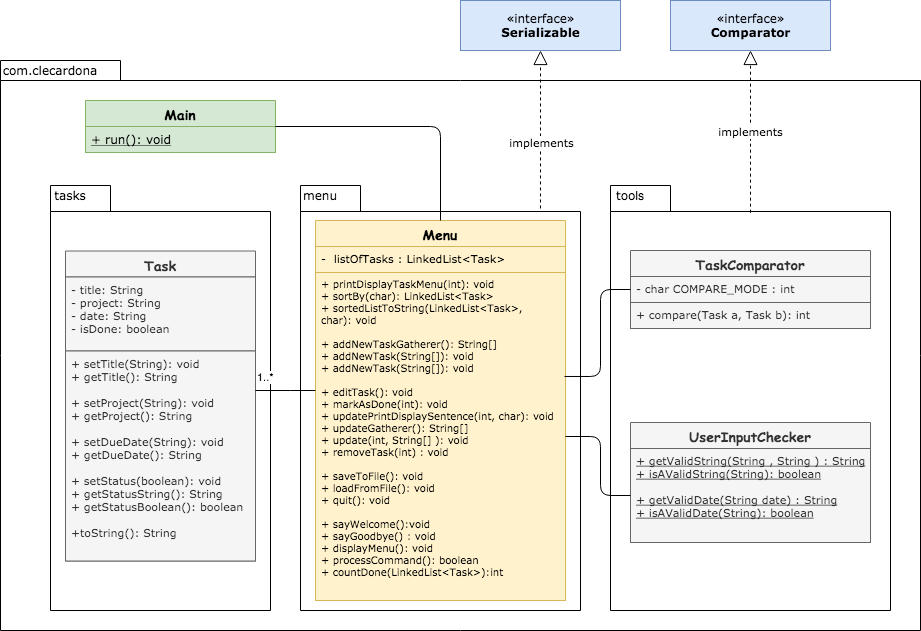 «interface»
Serializable
«interface»
Comparator
com.clecardona
Main
+ run(): void
implements
implements
tasks
menu
tools
Task
- title: String
- project: String
- date: String
- isDone: boolean
+ setTitle(String): void
+ getTitle(): String
+ setProject(String): void
+ getProject(): String
+ setDueDate(String): void
+ getDueDate(): String
+ setStatus(boolean): void
+ getStatusString(): String
+ getStatusBoolean(): boolean
+toString(): String
1..*
Menu
- listOfTasks : LinkedList<Task>
+ printDisplayTaskMenu(int): void
+ sortBy(char): LinkedList<Task>
+ sortedListToString(LinkedList<Task>,
char): void
+ addNewTaskGatherer(): String[]
+ addNewTask(String[]): void
+ addNewTask(String[]): void
+ editTask(): void
+ markAsDone(int): void
+ updatePrintDisplaySentence(int, char): void
+ updateGatherer(): String[]
+ update(int, String[] ): void
+ removeTask(int) : void
+ saveToFile(): void
+ loadFromFile(): void
+ quit(): void
+ sayWelcome():void
+ sayGoodbye() : void
+ displayMenu(): void
+ processCommand(): boolean
+ countDone(LinkedList<Task>):int
TaskComparator
- char COMPARE_MODE : int
+ compare(Task a, Task b): int
UserInputChecker
+ getValidString(String , String ) : String
+ isAValidString(String): boolean
+ getValidDate(String date) : String
+ isAValidDate(String): boolean